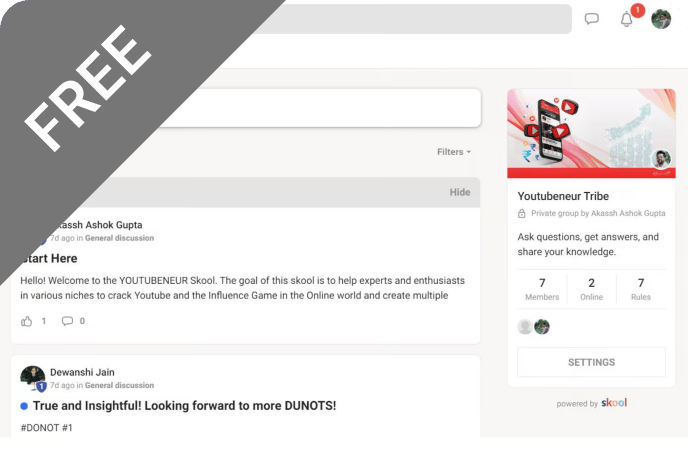 FREE
1
Filters
Hide
Akassh Ashok Gupta
7d ago in General discussion
Start Here
Hello! Welcome to the YOUTUBENEUR Skool. The goal of this skool is to help experts and enthusiasts
in various niches to crack Youtube and the Influence Game in the Online world and create multiple
1
0
Dewanshi Jain
1
7d ago in General discussion
True and Insightful! Looking forward to more DUNOTS!
#DONOT #1
Youtubeneur Tribe
Private group by Akassh Ashok Gupta
Ask questions, get answers, and
share your knowledge.
7 2 7
Members Online Rules
SETTINGS
powered by skool